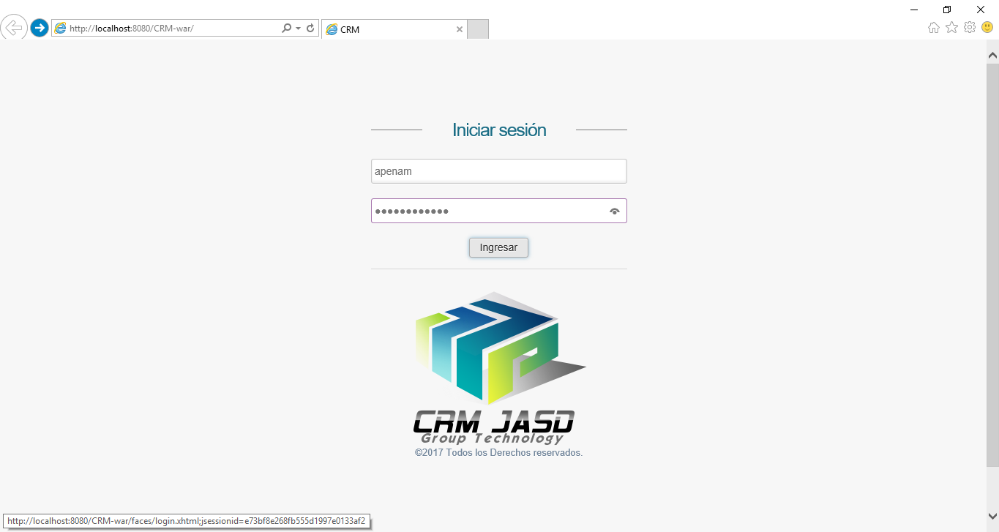 http://localhost:8080/CRM-war/
CRM
Iniciar sesión
apenam
●●●●●●●●●●●●
Ingresar
CRM JASD
Group Technology
©2017 Todos los Derechos reservados.
http://localhost:8080/CRM-war/faces/login.xhtml;jsessionid=e73bf8e268fb555d1997e0133af2